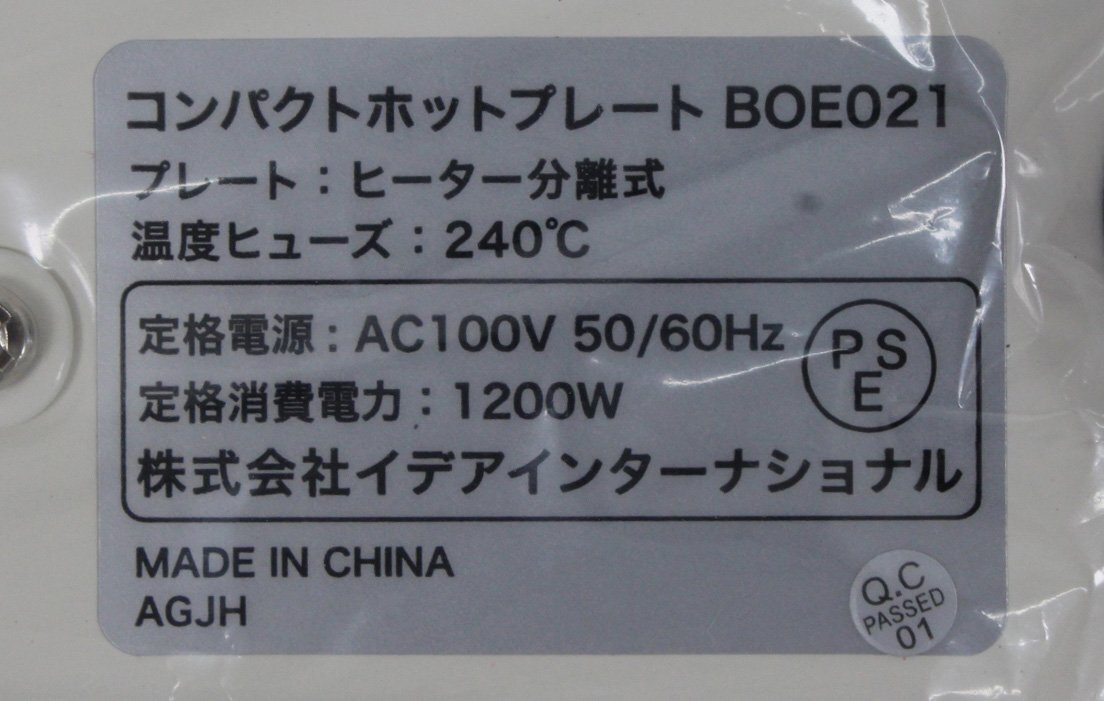 コンパクトホットプレート BOE021
プレート：ヒーター分離式
温度ヒューズ：240℃
定格電源：AC100V 50/60Hz
PSE
定格消費電力：1200W
株式会社イデアインターナショナル
MADE IN CHINA
AGJH
Q.C
PASSED
01